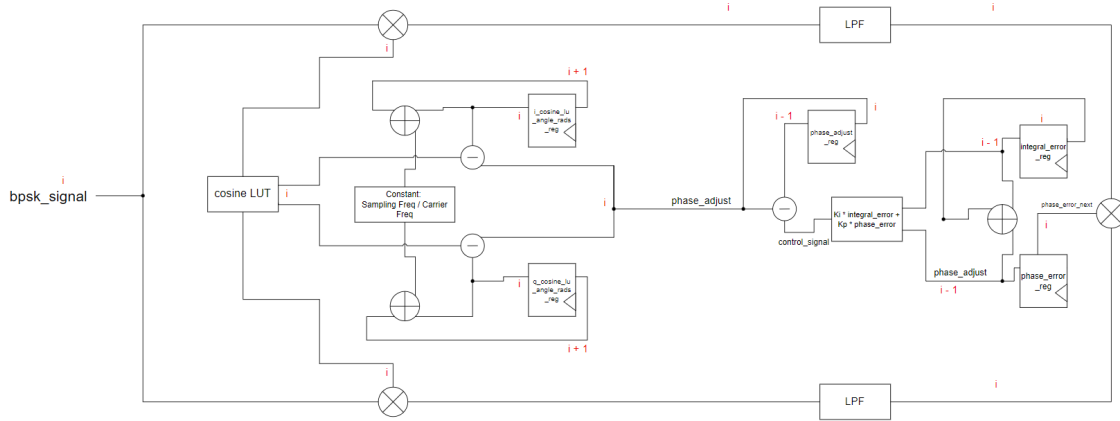 i
LPF
i
i
i + 1
i_cosine_lu
_angle_rads
_reg
i
i
i - 1
phase_adjust
_reg
i
i
integral_error
_reg
i - 1
i
bpsk_signal
cosine LUT
i
Constant:
Sampling Freq / Carrier
Freq
i
phase_adjust
Ki * integral_error +
Kp * phase_error
control_signal
phase_error_next
i
q_cosine_lu
_angle_rads
_reg
i
phase_adjust
i - 1
phase_error
_reg
i + 1
i
LPF
i